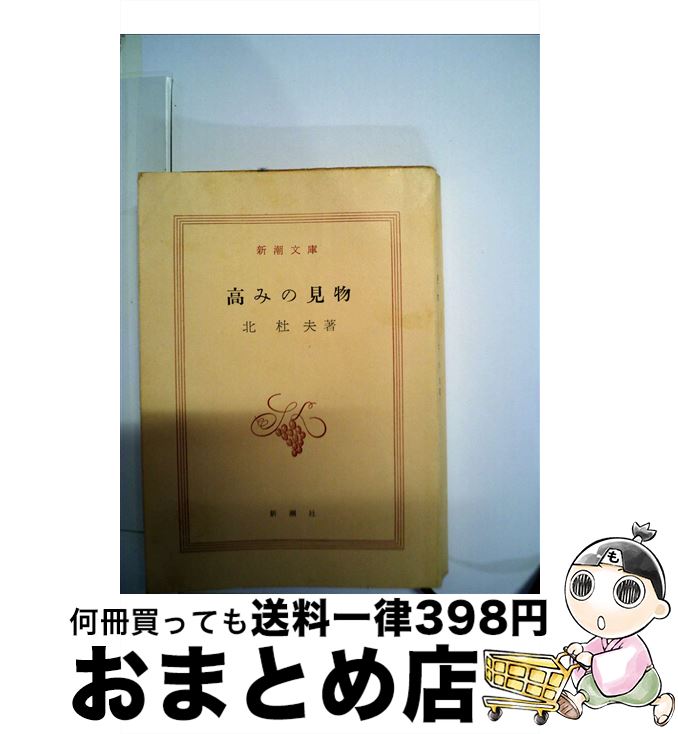 新潮文庫
高みの見物
北杜夫著
新潮社
も
何冊買っても送料一律398円
おまとめ店